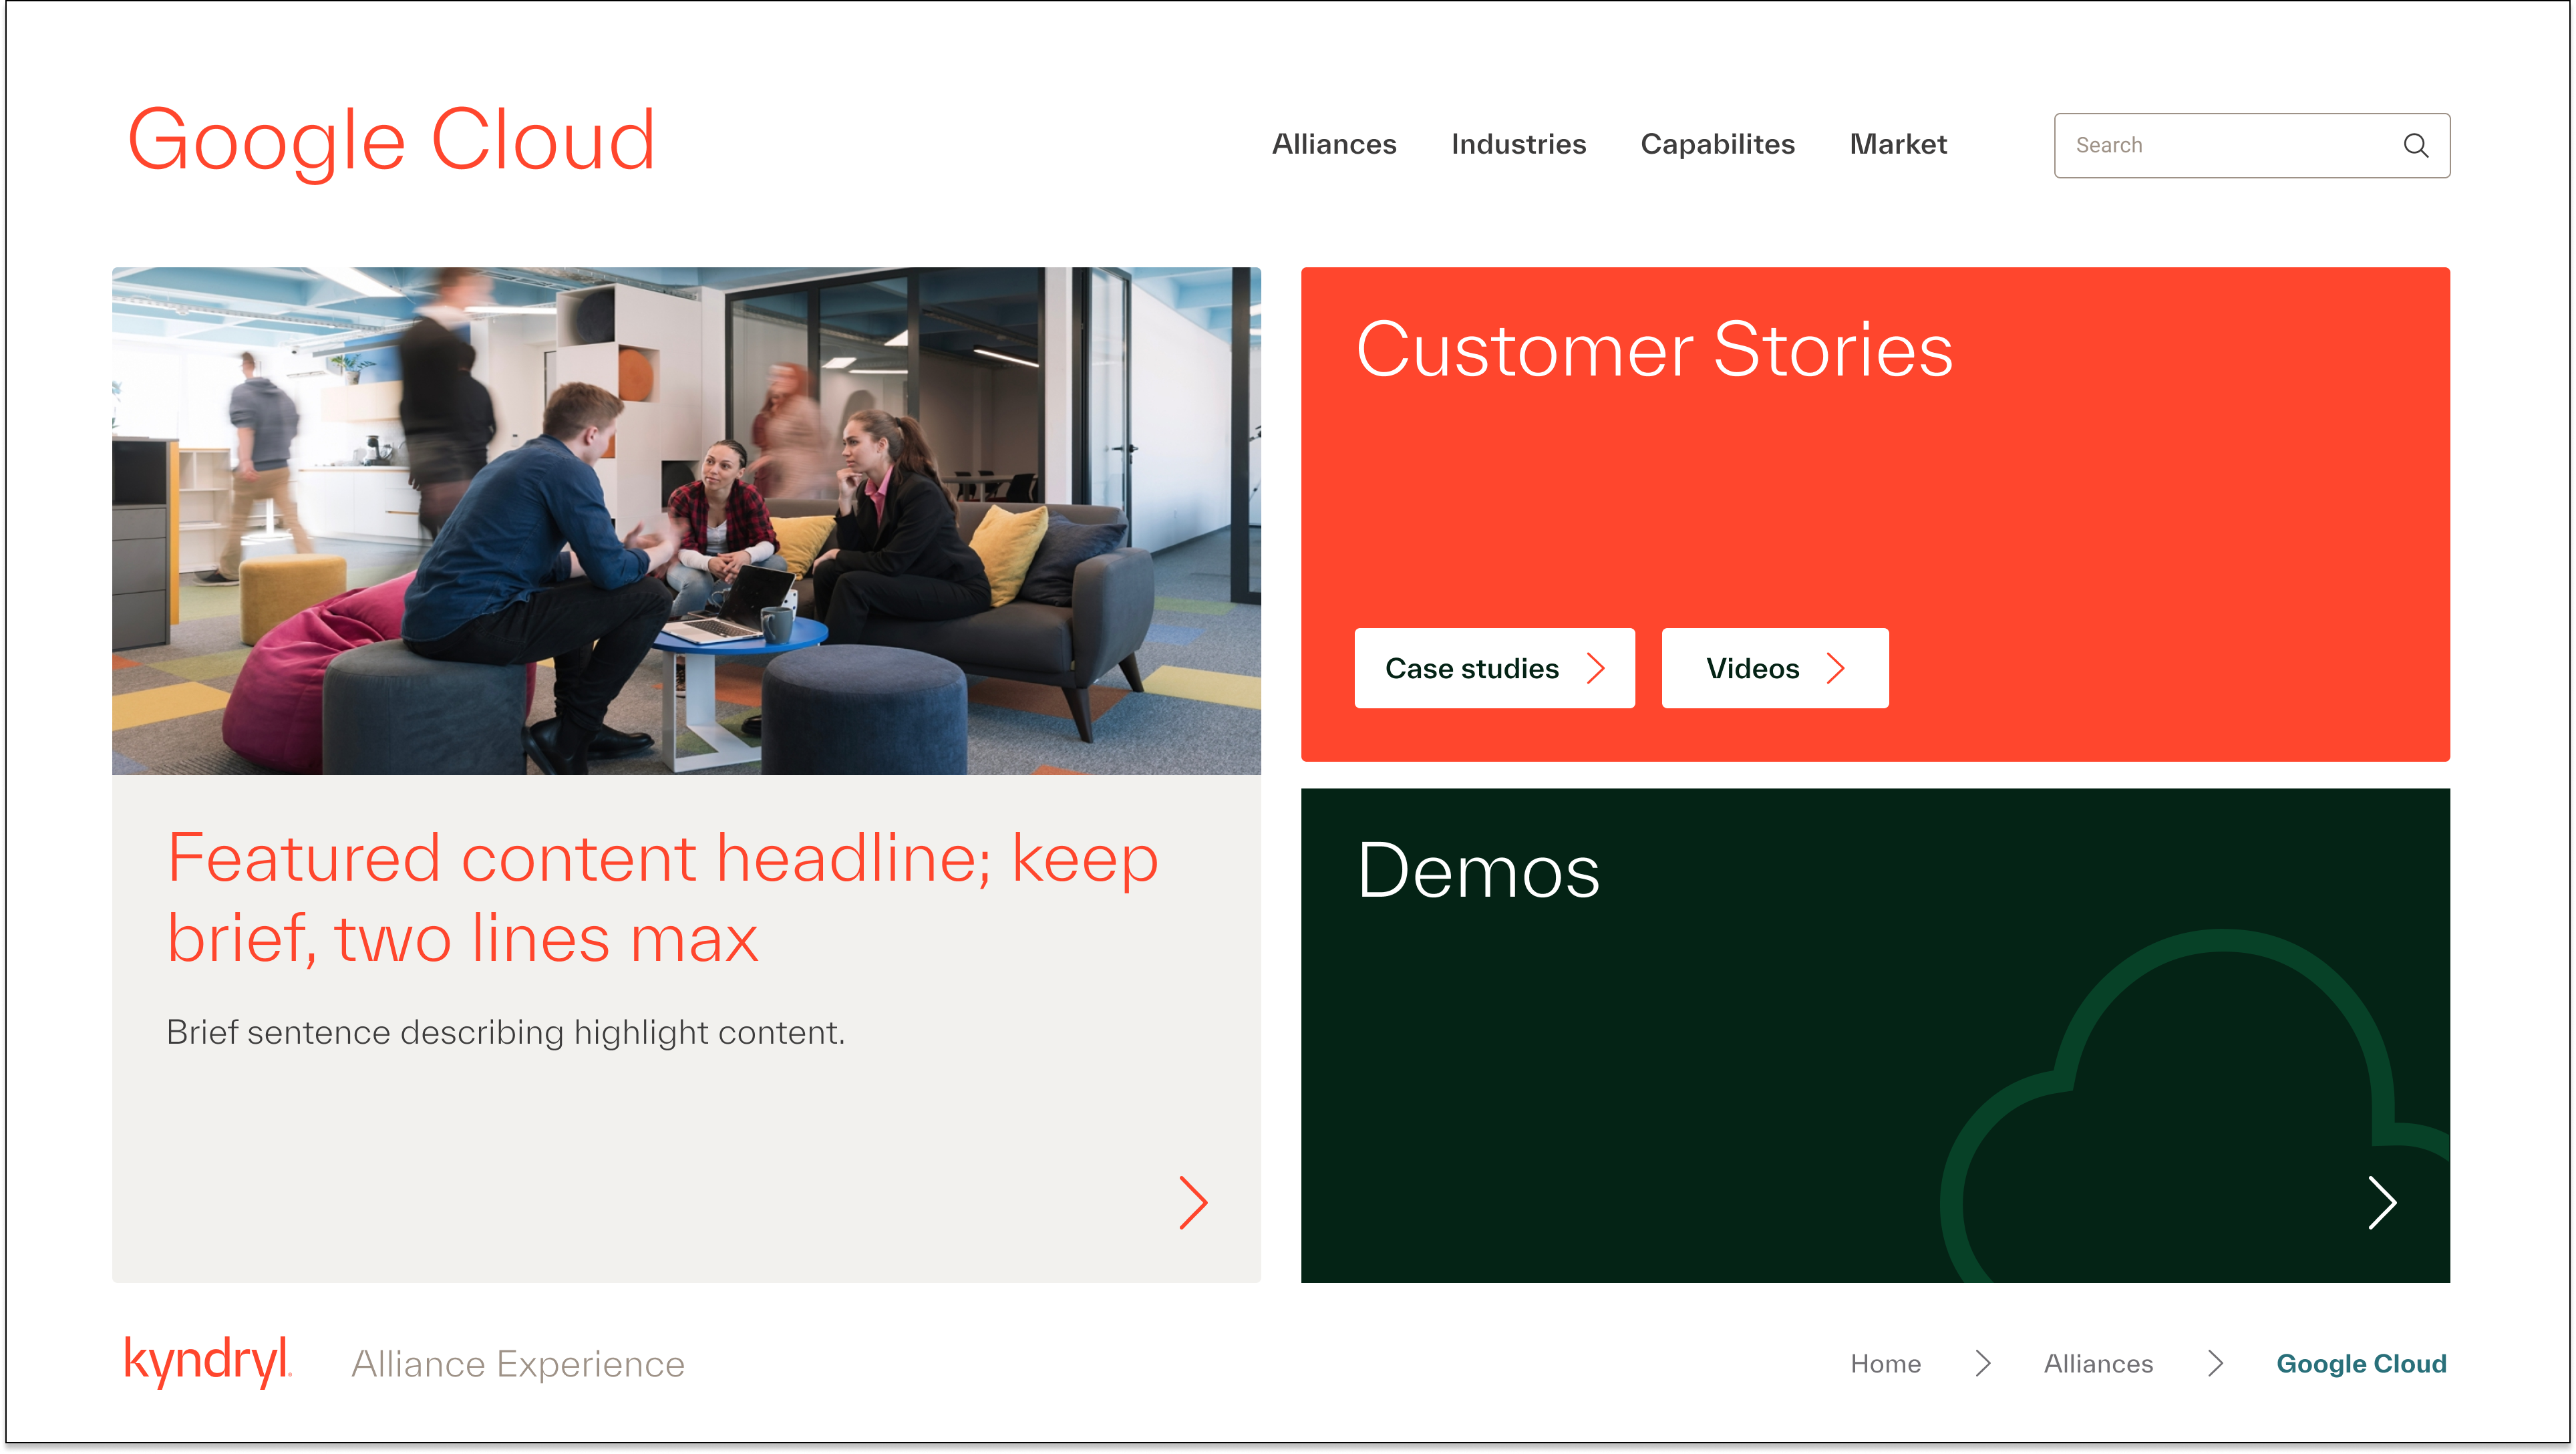 Google Cloud
Alliances
Industries
Capabilites
Market
Search
Customer Stories
Case studies
Videos
Featured content headline; keep
brief, two lines max
Brief sentence describing highlight content.
Demos
kyndryl.
Alliance Experience
Home
Alliances
Google Cloud